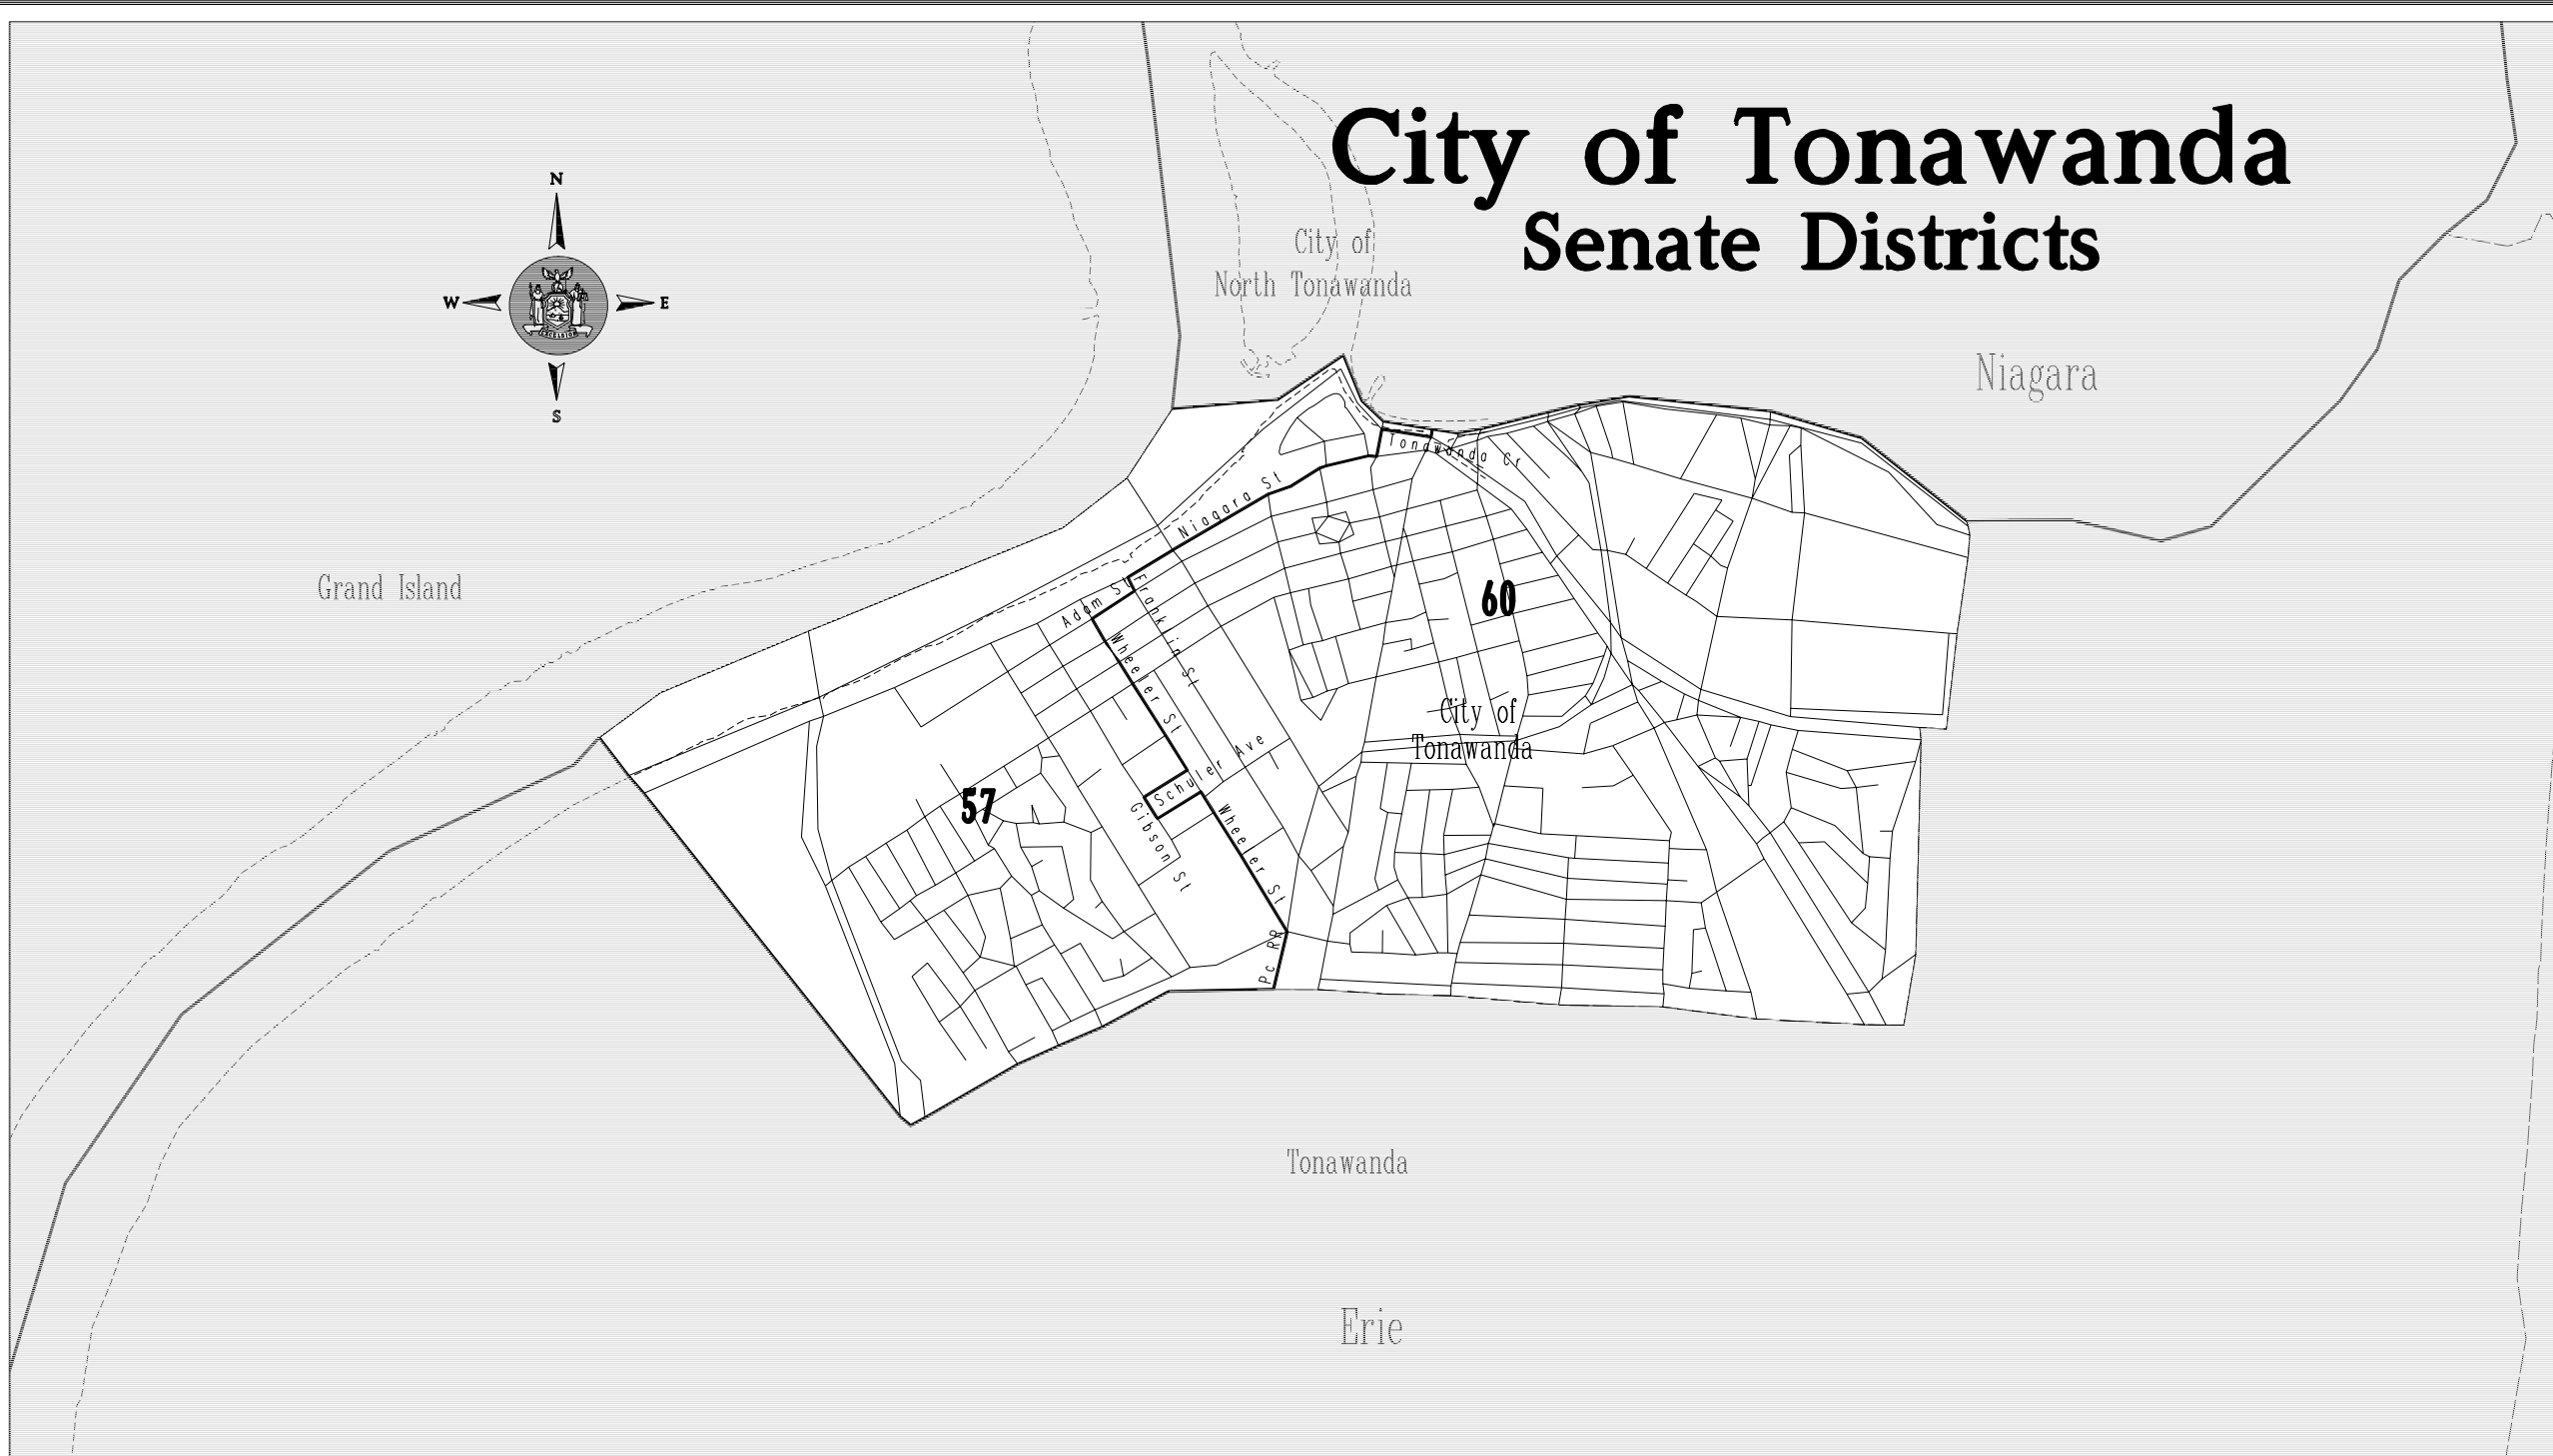 City of Tonawanda
Senate Districts
N
W
E
S
EXCELSIOR
City of
North Tonawanda
Niagara
Tonawanda Cr
Niagara St
Grand Island
Adam St
Franklin St
60
Wheeler St
City of
Tonawanda
Schuler Ave
57
Gibson St
Wheeler St
Pc RR
Tonawanda
Erie